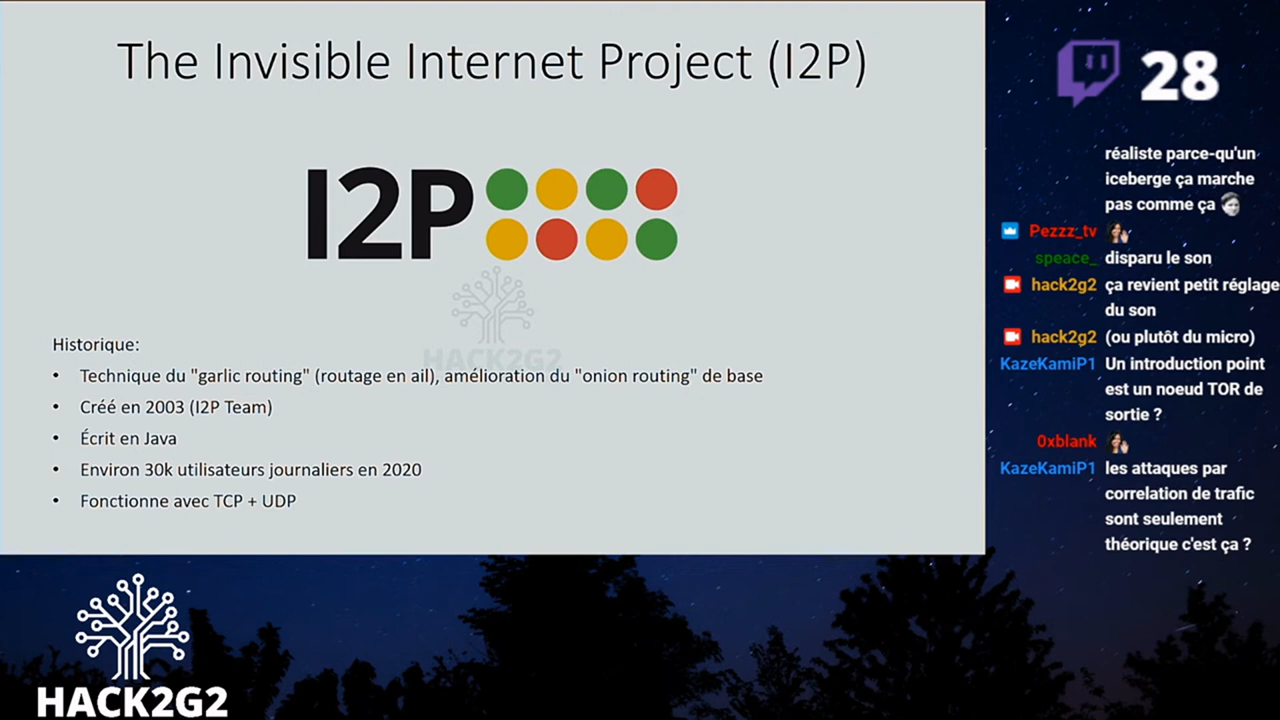 The Invisible Internet Project (I2P)
I2P
HACK2G2
Historique:
• Technique du "garlic routing" (routage en ail), amélioration du "onion routing" de base
• Créé en 2003 (I2P Team)
• Écrit en Java
• Environ 30k utilisateurs journaliers en 2020
• Fonctionne avec TCP + UDP
HACK2G2
28
réaliste parce-qu'un
iceberge ça marche
pas comme ça
Pezzz_tv
speace_ disparu le son
hack2g2 ça revient petit réglage
du son
hack2g2 (ou plutôt du micro)
KazeKamiP1 Un introduction point
est un noeud TOR de
sortie ?
0xblank
KazeKamiP1 les attaques par
correlation de trafic
sont seulement
théorique c'est ça ?